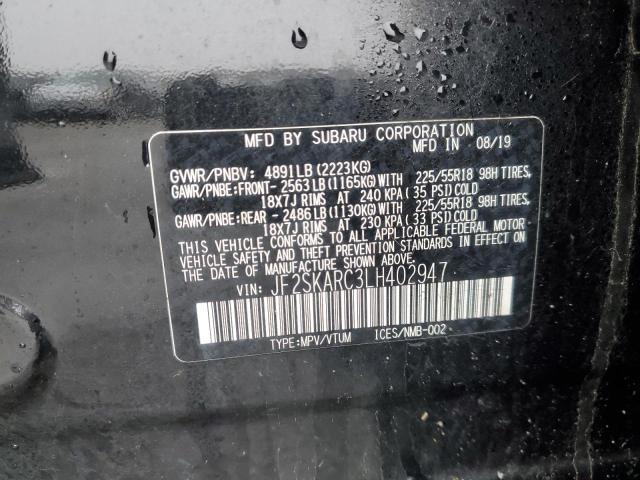 MFD BY SUBARU CORPORATION
MFD IN 08/19
GVWR/PNBV: 4891LB(2223KG)
GAWR/PNBE:FRONT-2563LB(1165KG)WITH 225/55R18 98H TIRES,
18X7J RIMS AT 240 KPA(35 PSI)COLD
GAWR/PNBE:REAR -2486LB(1130KG)WITH 225/55R18 98H TIRES,
18X7J RIMS AT 230 KPA(33 PSI)COLD
THIS VEHICLE CONFORMS TO ALL APPLICABLE FEDERAL MOTOR
VEHICLE SAFETY AND THEFT PREVENTION STANDARDS IN EFFECT ON
THE DATE OF MANUFACTURE SHOWN ABOVE.
VIN: JF2SKARC3LH402947
TYPE:MPV/VTUM ICES/NMB-002